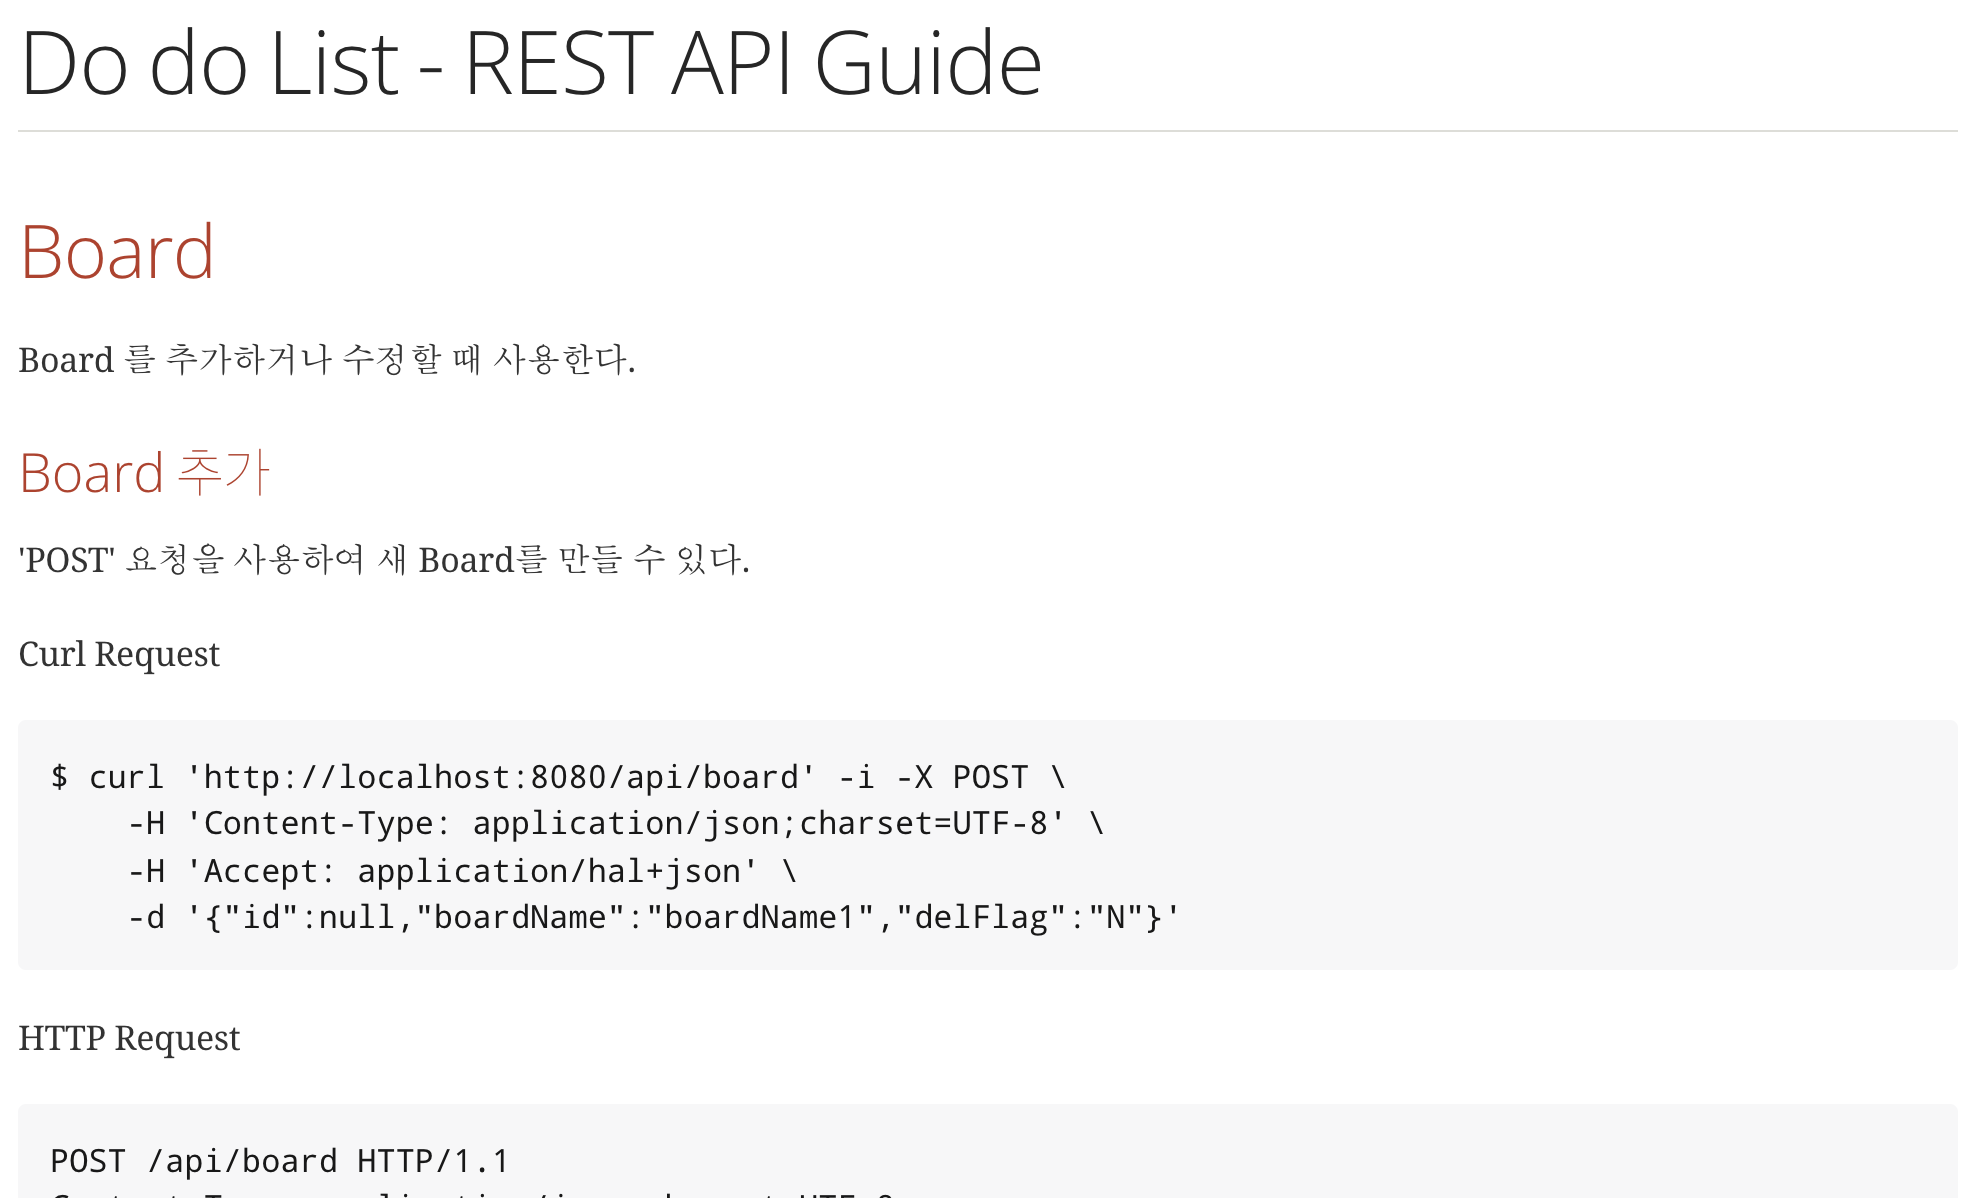 Do do List - REST API Guide
Board
Board 를 추가하거나 수정할 때 사용한다.
Board 추가
'POST' 요청을 사용하여 새 Board를 만들 수 있다.
Curl Request
$ curl 'http://localhost:8080/api/board' -i -X POST \
    -H 'Content-Type: application/json;charset=UTF-8' \
    -H 'Accept: application/hal+json' \
    -d '{"id":null,"boardName":"boardName1","delFlag":"N"}'
HTTP Request
POST /api/board HTTP/1.1